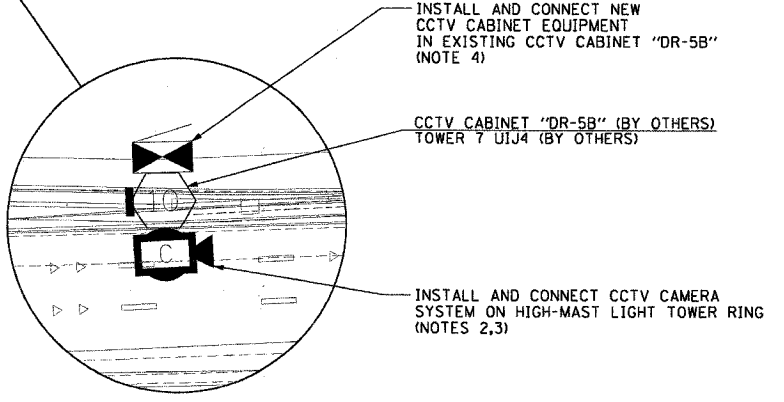 INSTALL AND CONNECT NEW
CCTV CABINET EQUIPMENT
IN EXISTING CCTV CABINET "DR-5B"
(NOTE 4)
CCTV CABINET "DR-5B" (BY OTHERS)
TOWER 7 UIJ4 (BY OTHERS)
10
C
INSTALL AND CONNECT CCTV CAMERA
SYSTEM ON HIGH-MAST LIGHT TOWER RING
(NOTES 2,3)